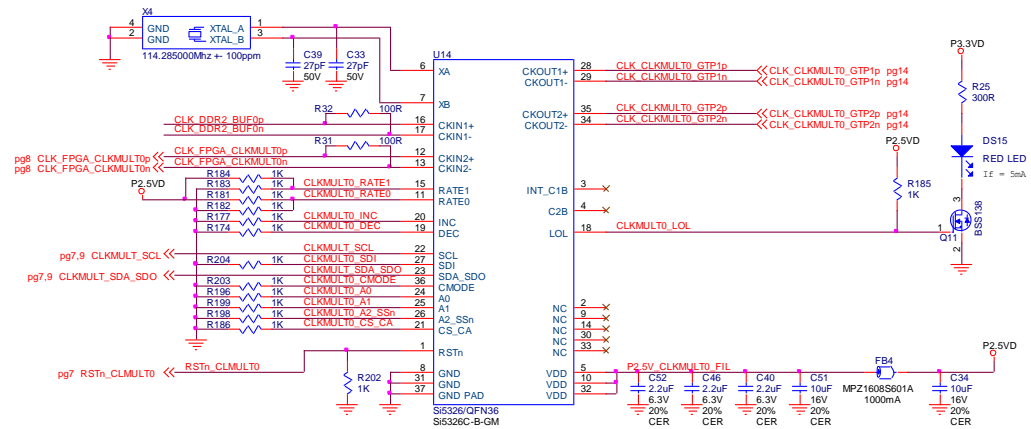 X4
4 GND XTAL_A 1
2 GND XTAL_B 3
114.285000Mhz +- 100ppm
C39
27pF
50V
C33
27pF
50V
U14
6 XA
7 XB
R32 100R
CLK_DDR2_BUF0p 16 CKIN1+
CLK_DDR2_BUF0n 17 CKIN1-
R31 100R
pg8 CLK_FPGA_CLKMULT0p CLK_FPGA_CLKMULT0p 12 CKIN2+
pg8 CLK_FPGA_CLKMULT0n CLK_FPGA_CLKMULT0n 13 CKIN2-
P2.5VD
R184 1K
R183 1K CLKMULT0_RATE1 15 RATE1
R181 1K CLKMULT0_RATE0 11 RATE0
R182 1K
R177 1K CLKMULT0_INC 20 INC
R174 1K CLKMULT0_DEC 19 DEC
pg7,9 CLKMULT_SCL CLKMULT_SCL 22 SCL
R204 1K CLKMULT0_SDI 27 SDI
pg7,9 CLKMULT_SDA_SDO CLKMULT_SDA_SDO 23 SDA_SDO
R203 1K CLKMULT0_CMODE 36 CMODE
R196 1K CLKMULT0_A0 24 A0
R199 1K CLKMULT0_A1 25 A1
R198 1K CLKMULT0_A2_SSn 26 A2_SSn
R186 1K CLKMULT0_CS_CA 21 CS_CA
pg7 RSTn_CLMULT0 RSTn_CLMULT0 1 RSTn
R202
1K
8 GND
31 GND
37 GND PAD
Si5326/QFN36
Si5326C-B-GM
CKOUT1+ 28 CLK_CLKMULT0_GTP1p CLK_CLKMULT0_GTP1p pg14
CKOUT1- 29 CLK_CLKMULT0_GTP1n CLK_CLKMULT0_GTP1n pg14
CKOUT2+ 35 CLK_CLKMULT0_GTP2p CLK_CLKMULT0_GTP2p pg14
CKOUT2- 34 CLK_CLKMULT0_GTP2n CLK_CLKMULT0_GTP2n pg14
INT_C1B 3
C2B 4
LOL 18 CLKMULT0_LOL
P2.5VD
R185
1K
P3.3VD
R25
300R
DS15
RED LED
If = 5mA
Q11 1 2 3
BSS138
NC 2
NC 9
NC 14
NC 30
NC 33
VDD 5 P2.5V_CLKMULT0_FIL
VDD 10
VDD 32
C52
2.2uF
6.3V
20%
CER
C46
2.2uF
6.3V
20%
CER
C40
2.2uF
6.3V
20%
CER
C51
10uF
16V
20%
CER
FB4
MPZ1608S601A
1000mA
P2.5VD
C34
10uF
16V
20%
CER